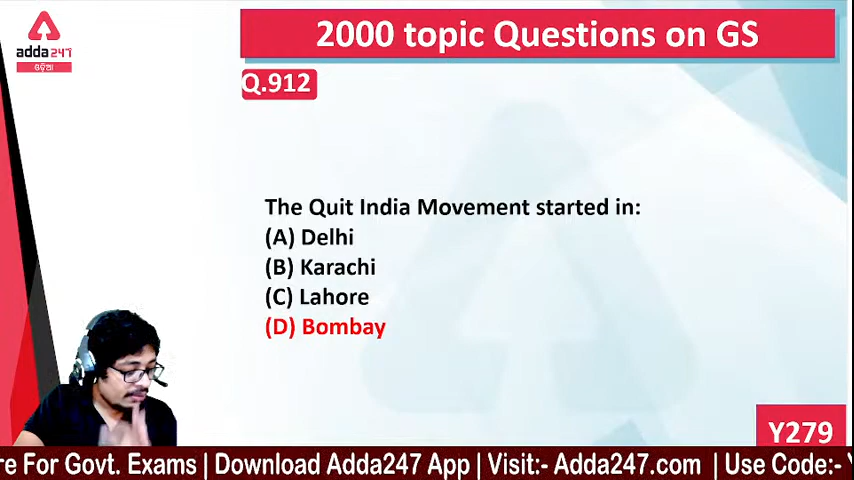 adda247
ଓଡ଼ିଆ
2000 topic Questions on GS
Q.912
The Quit India Movement started in:
(A) Delhi
(B) Karachi
(C) Lahore
(D) Bombay
Y279
re For Govt. Exams | Download Adda247 App | Visit:- Adda247.com | Use Code:-